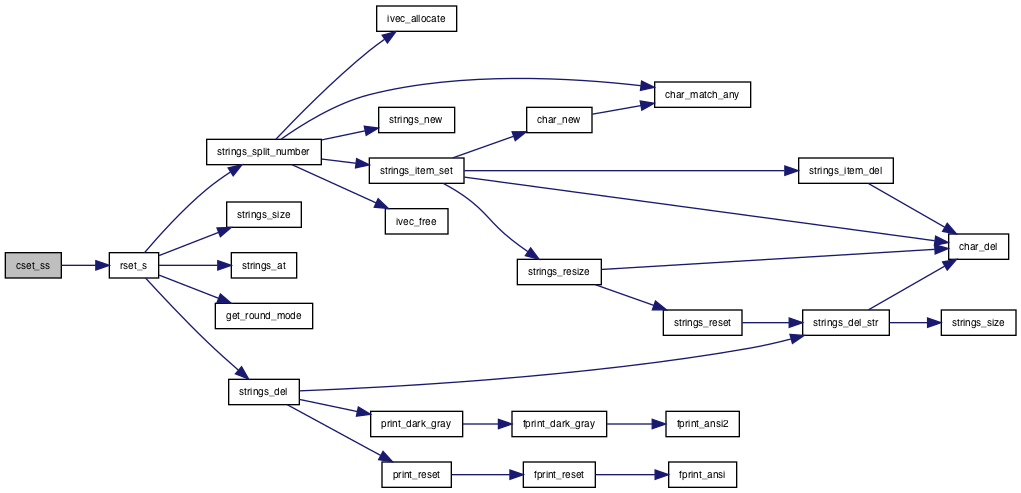 ivec_allocate
char_match_any
strings_new
char_new
strings_split_number
strings_item_set
strings_item_del
strings_size
ivec_free
char_del
cset_ss
rset_s
strings_at
strings_resize
get_round_mode
strings_reset
strings_del_str
strings_size
strings_del
print_dark_gray
fprint_dark_gray
fprint_ansi2
print_reset
fprint_reset
fprint_ansi